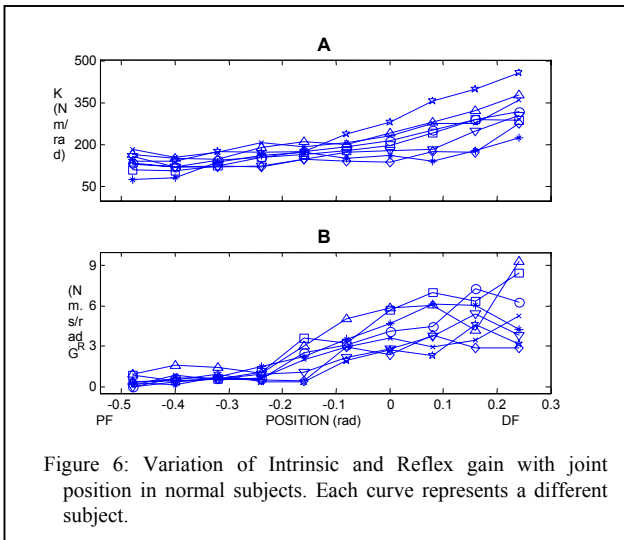 A
500
350
200
50
K
(N
m/
rad)
B
9
6
3
0
(N
m.
s/r
ad
G_R
-0.5 -0.4 -0.3 -0.2 -0.1 0 0.1 0.2 0.3
PF POSITION (rad) DF
Figure 6: Variation of Intrinsic and Reflex gain with joint
position in normal subjects. Each curve represents a different
subject.